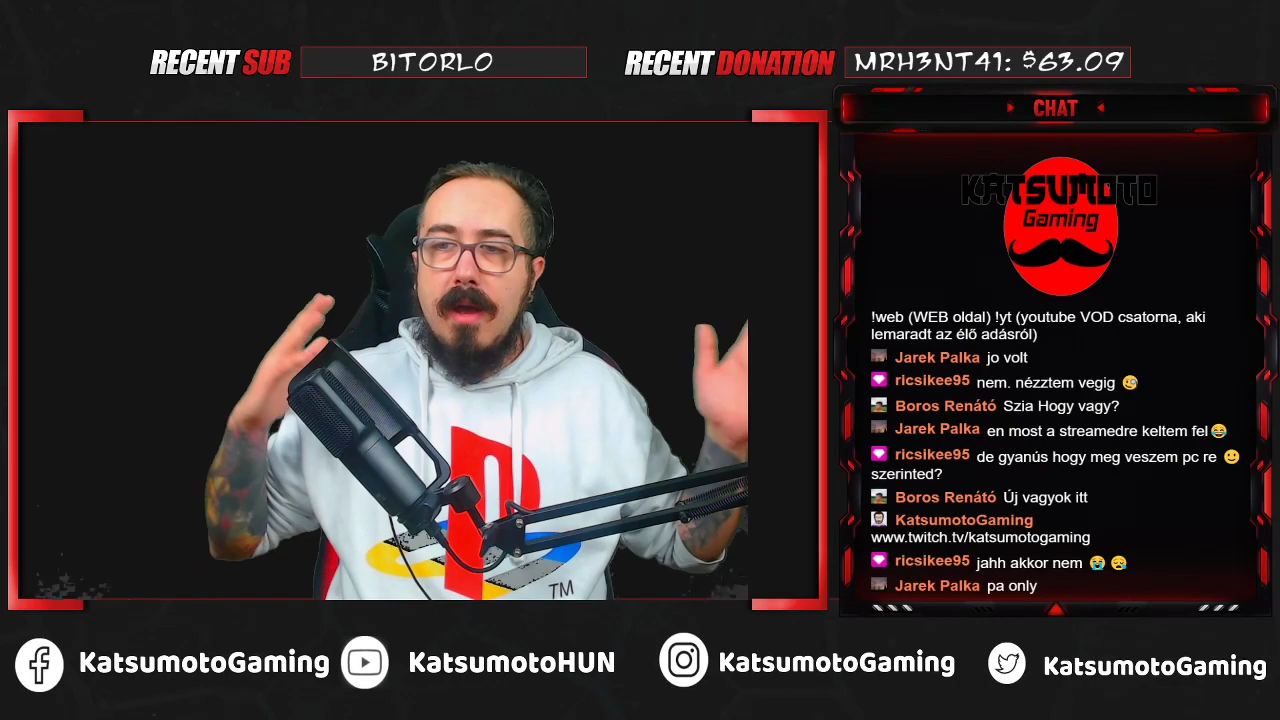 RECENT SUB BITORLO RECENT DONATION MRH3NT41: $63.09
CHAT
KATSUMOTO
Gaming
!web (WEB oldal) !yt (youtube VOD csatorna, aki
lemaradt az élő adásról)
Jarek Palka jo volt
ricsikee95 nem. nézztem vegig 🧐
Boros Renátó Szia Hogy vagy?
Jarek Palka en most a streamedre keltem fel😂
ricsikee95 de gyanús hogy meg veszem pc re 🙂
szerinted?
Boros Renátó Új vagyok itt
KatsumotoGaming
www.twitch.tv/katsumotogaming
ricsikee95 jahh akkor nem 😭 😪
Jarek Palka pa only
TM
KatsumotoGaming KatsumotoHUN KatsumotoGaming KatsumotoGaming